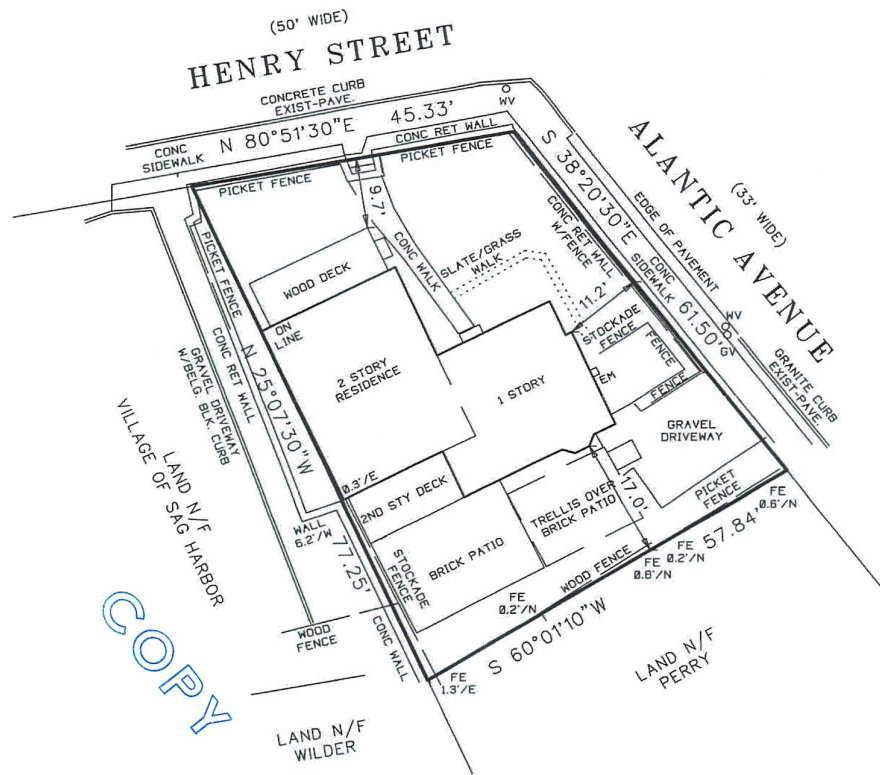 (50' WIDE)
HENRY STREET
CONCRETE CURB
EXIST-PAVE.
WV
N 80°51'30"E 45.33'
CONC
SIDEWALK
CONC RET WALL
PICKET FENCE
PICKET FENCE
ALANTIC AVENUE
(33' WIDE)
S 38°20'30"E 61.50'
EDGE OF PAVEMENT
CONC
SIDEWALK
CONC RET WALL
W/FENCE
WV
GV
GRANITE CURB
EXIST-PAVE.
9.7'
CONC WALK
SLATE/GRASS
WALK
11.2'
STOCKADE
FENCE
FENCE
FENCE
EM
WOOD DECK
ON
LINE
PICKET FENCE
CONC RET WALL
N 25°07'30"W 77.25'
GRAVEL DRIVEWAY
W/BELG. BLK. CURB
2 STORY
RESIDENCE
1 STORY
GRAVEL
DRIVEWAY
LAND N/F
VILLAGE OF SAG HARBOR
0.3'/E
2ND STY DECK
WALL
6.2'/W
BRICK PATIO
TRELLIS OVER
BRICK PATIO
17.0'
PICKET
FENCE
FE
0.6'/N
STOCKADE
FENCE
WOOD FENCE
FE
0.2'/N
FE
0.8'/N
FE
0.2'/N
S 60°01'10"W 57.84'
WOOD
FENCE
CONC WALL
FE
1.3'/E
LAND N/F
PERRY
LAND N/F
WILDER
COPY